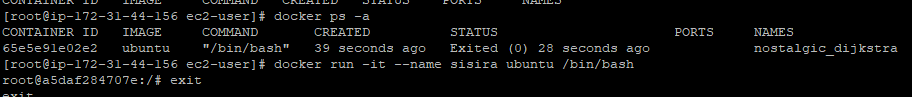 CONTAINER ID   IMAGE     COMMAND   CREATED   STATUS    PORTS     NAMES
[root@ip-172-31-44-156 ec2-user]# docker ps -a
CONTAINER ID   IMAGE     COMMAND       CREATED          STATUS                      PORTS     NAMES
65e5e91e02e2   ubuntu    "/bin/bash"   39 seconds ago   Exited (0) 28 seconds ago             nostalgic_dijkstra
[root@ip-172-31-44-156 ec2-user]# docker run -it --name sisira ubuntu /bin/bash
root@a5daf284707e:/# exit
exit